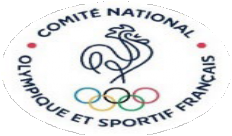 COMITÉ NATIONAL
OLYMPIQUE ET SPORTIF FRANÇAIS